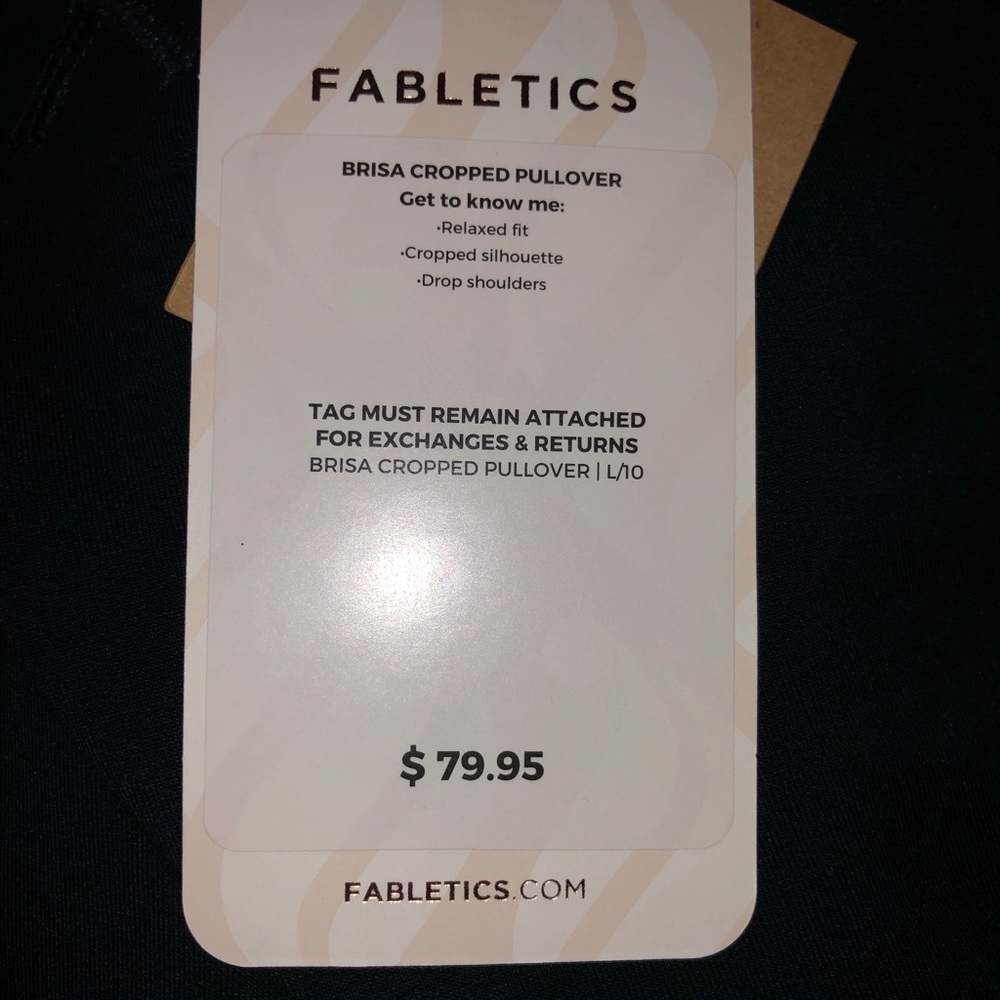 FABLETICS
BRISA CROPPED PULLOVER
Get to know me:
•Relaxed fit
•Cropped silhouette
•Drop shoulders
TAG MUST REMAIN ATTACHED
FOR EXCHANGES & RETURNS
BRISA CROPPED PULLOVER | L/10
$ 79.95
FABLETICS.COM